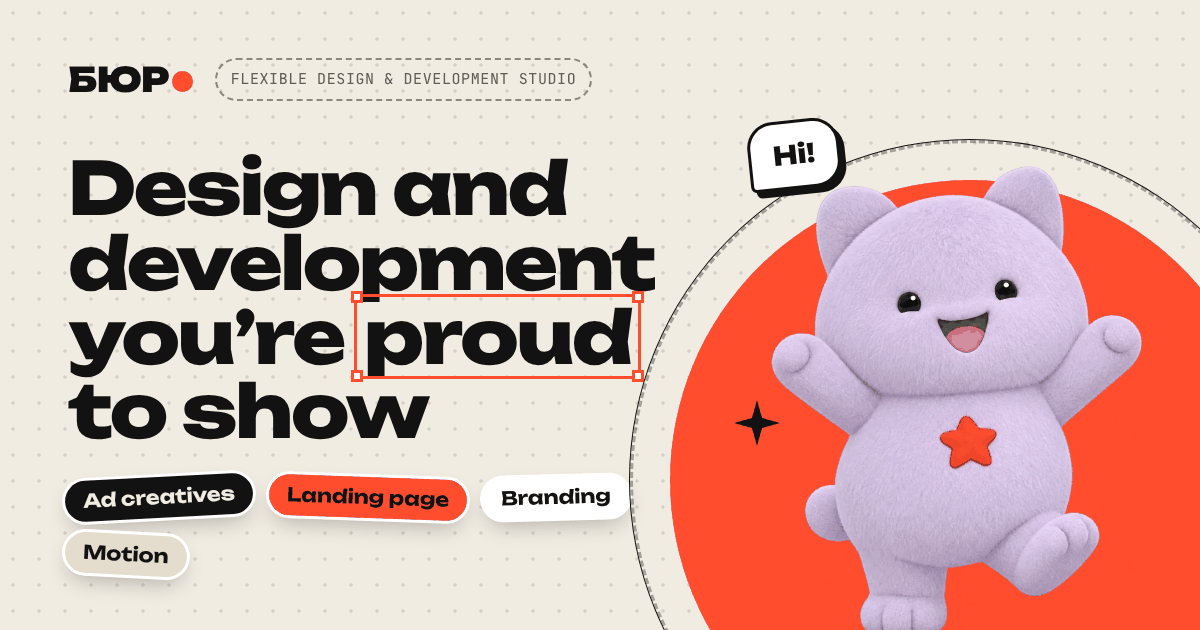 БЮР
FLEXIBLE DESIGN & DEVELOPMENT STUDIO
Hi!
Design and
development
you’re proud
to show
Ad creatives
Landing page
Branding
Motion